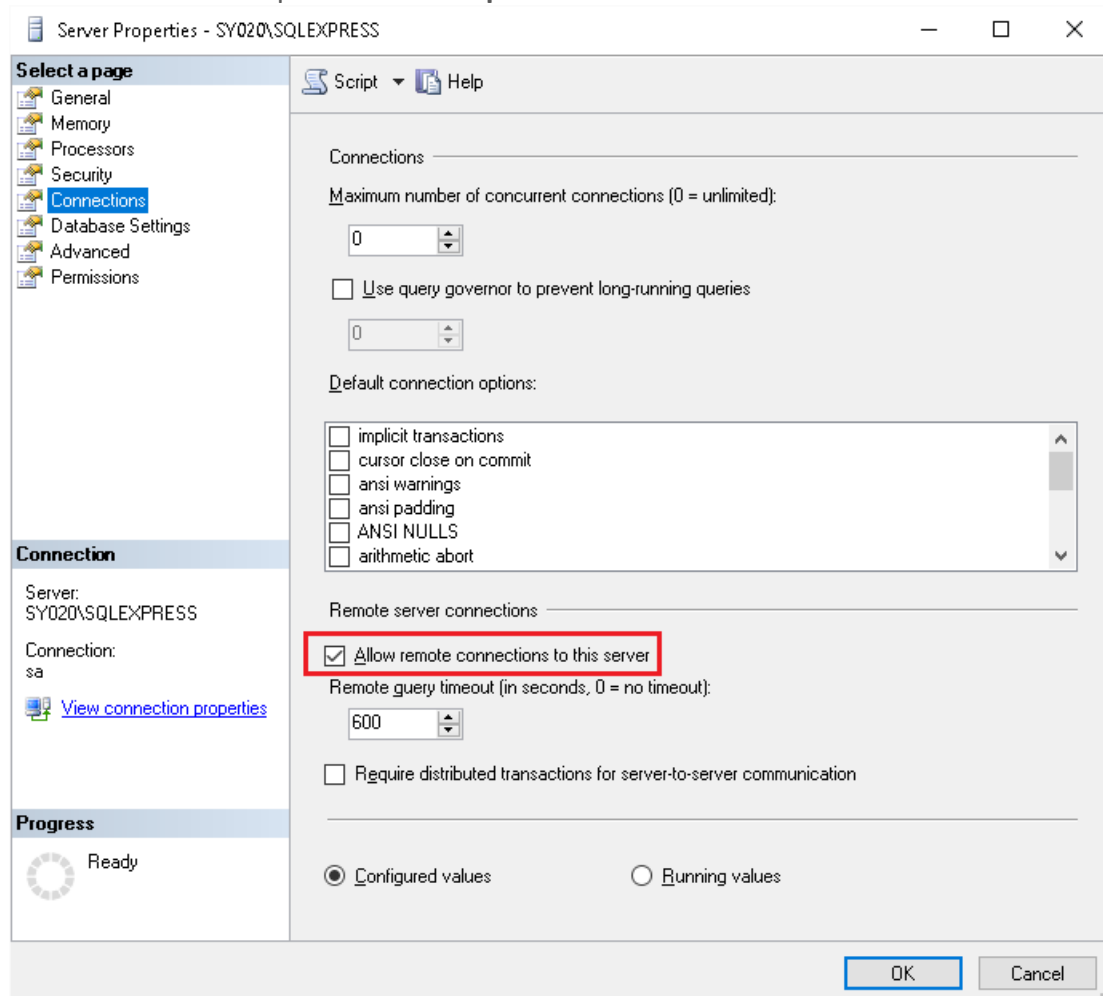 Server Properties - SY020\SQLEXPRESS
Select a page
General
Memory
Processors
Security
Connections
Database Settings
Advanced
Permissions
Script
Help
Connections
Maximum number of concurrent connections (0 = unlimited):
0
Use query governor to prevent long-running queries
0
Default connection options:
implicit transactions
cursor close on commit
ansi warnings
ansi padding
ANSI NULLS
arithmetic abort
Connection
Server:
SY020\SQLEXPRESS
Connection:
sa
View connection properties
Remote server connections
Allow remote connections to this server
Remote query timeout (in seconds, 0 = no timeout):
600
Require distributed transactions for server-to-server communication
Progress
Ready
Configured values
Running values
OK
Cancel